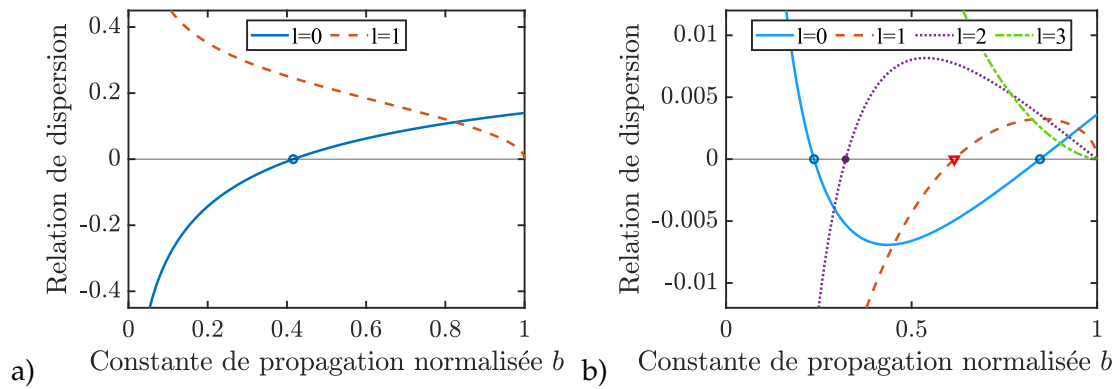 l=0 l=1
Relation de dispersion
0.4
0.2
0
-0.2
-0.4
0 0.2 0.4 0.6 0.8 1
Constante de propagation normalisée b
a)
l=0 l=1 l=2 l=3
Relation de dispersion
0.01
0.005
0
-0.005
-0.01
0 0.5 1
Constante de propagation normalisée b
b)